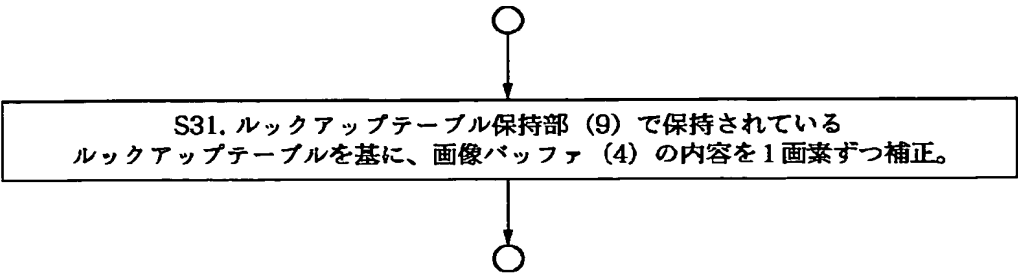 S31. ルックアップテーブル保持部（9）で保持されている
ルックアップテーブルを基に、画像バッファ（4）の内容を1画素ずつ補正。